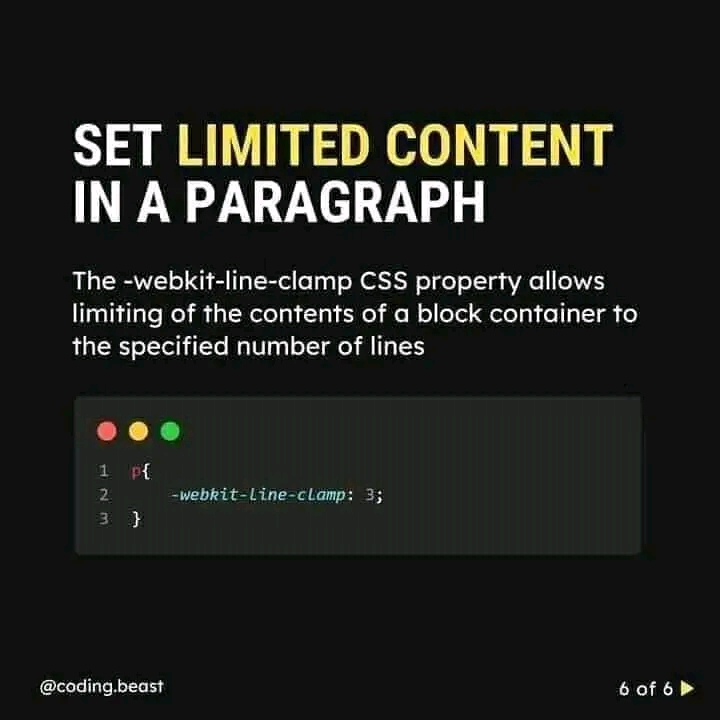 SET LIMITED CONTENT
IN A PARAGRAPH
The -webkit-line-clamp CSS property allows
limiting of the contents of a block container to
the specified number of lines
1 p{
2 -webkit-line-clamp: 3;
3 }
@coding.beast
6 of 6